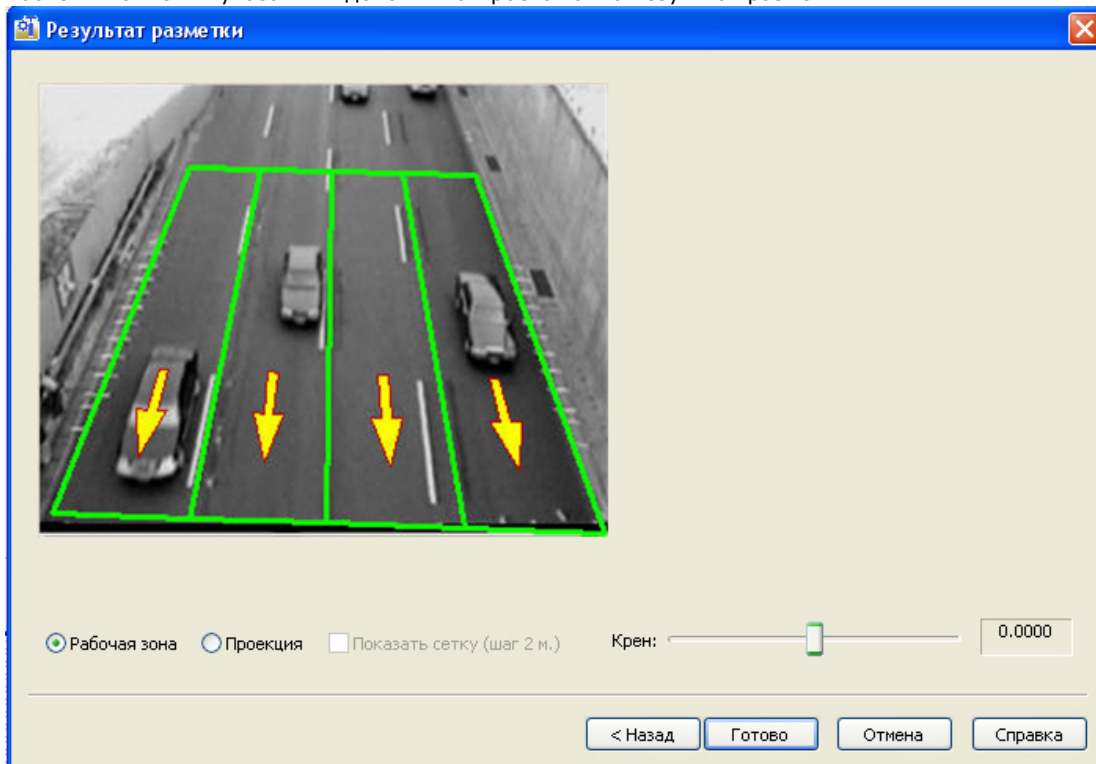 Результат разметки
Рабочая зона
Проекция
Показать сетку (шаг 2 м.)
Крен:
0.0000
< Назад
Готово
Отмена
Справка